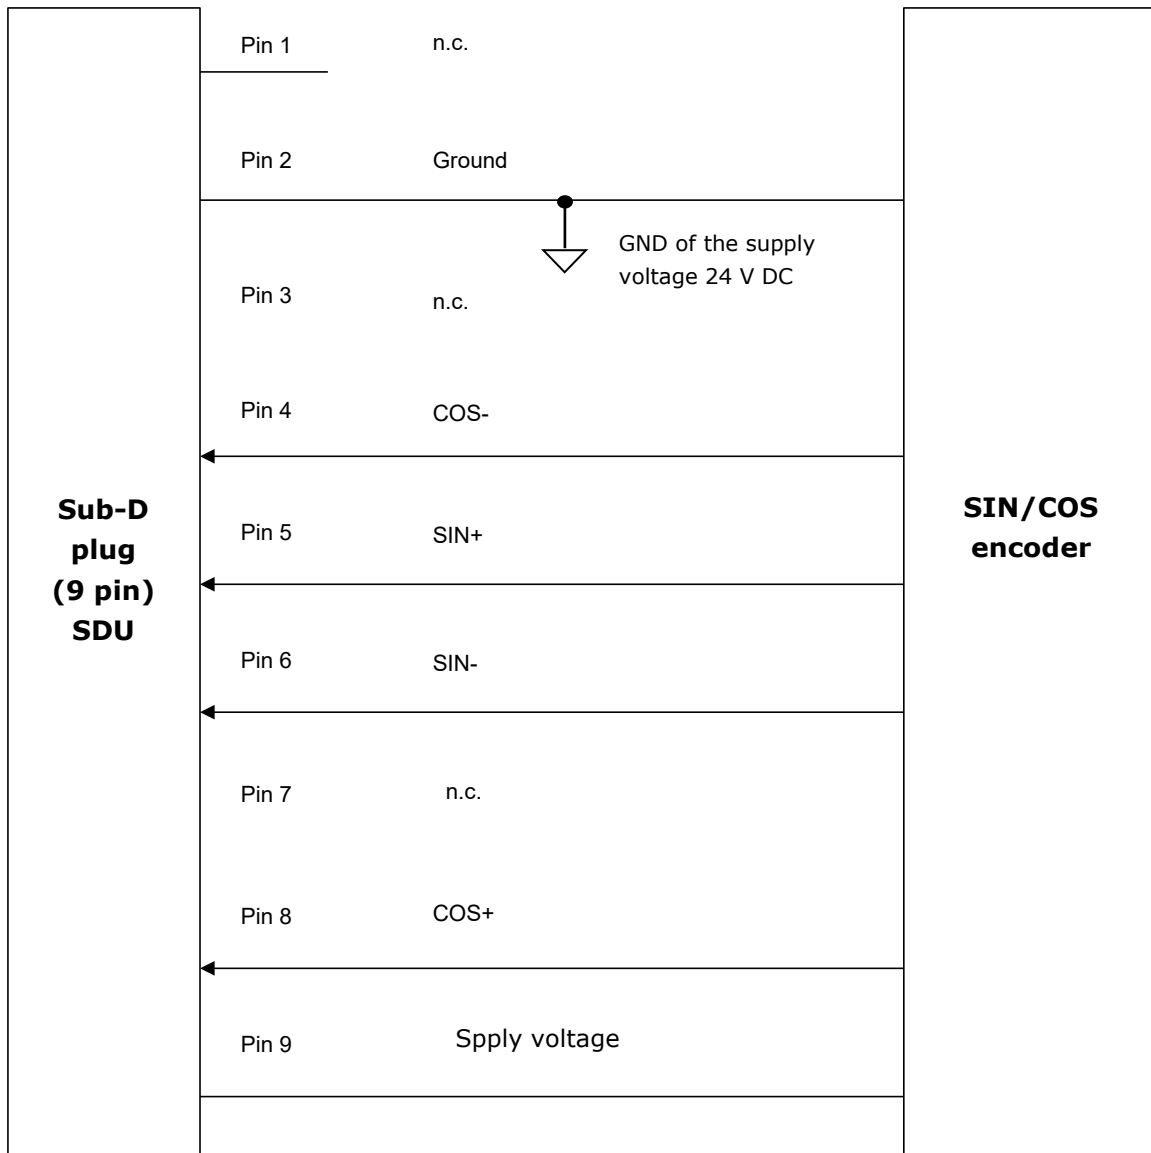 Pin 1 n.c.
Pin 2 Ground
GND of the supply
voltage 24 V DC
Pin 3 n.c.
Pin 4 COS-
Sub-D
plug
(9 pin)
SDU
SIN/COS
encoder
Pin 5 SIN+
Pin 6 SIN-
Pin 7 n.c.
Pin 8 COS+
Pin 9 Spply voltage